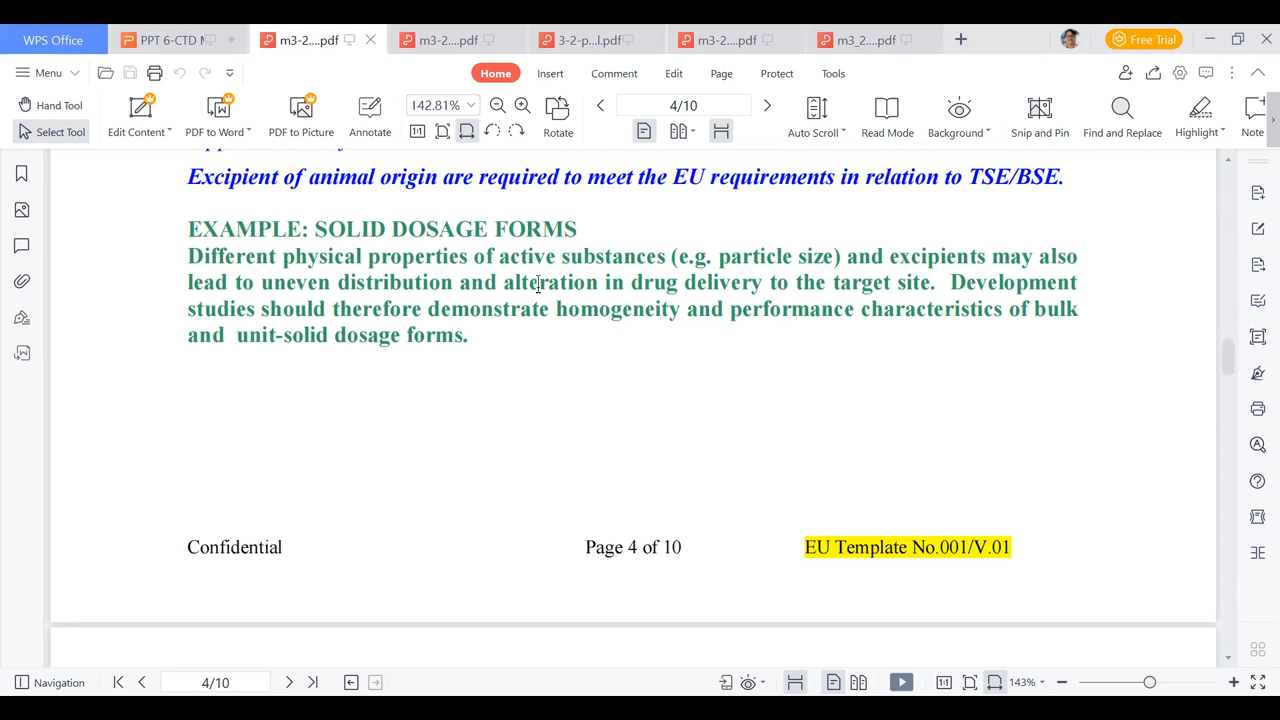 WPS Office
PPT 6-CTD M
m3-2....pdf
m3-2....pdf
3-2-p...l.pdf
m3-2....pdf
m3_2....pdf
Free Trial
Menu
Home
Insert
Comment
Edit
Page
Protect
Tools
Hand Tool
Select Tool
Edit Content
PDF to Word
PDF to Picture
Annotate
142.81%
Rotate
4/10
Auto Scroll
Read Mode
Background
Snip and Pin
Find and Replace
Highlight
Note
Excipient of animal origin are required to meet the EU requirements in relation to TSE/BSE.
EXAMPLE: SOLID DOSAGE FORMS
Different physical properties of active substances (e.g. particle size) and excipients may also
lead to uneven distribution and alteration in drug delivery to the target site. Development
studies should therefore demonstrate homogeneity and performance characteristics of bulk
and unit-solid dosage forms.
Confidential
Page 4 of 10
EU Template No.001/V.01
Navigation
4/10
143%